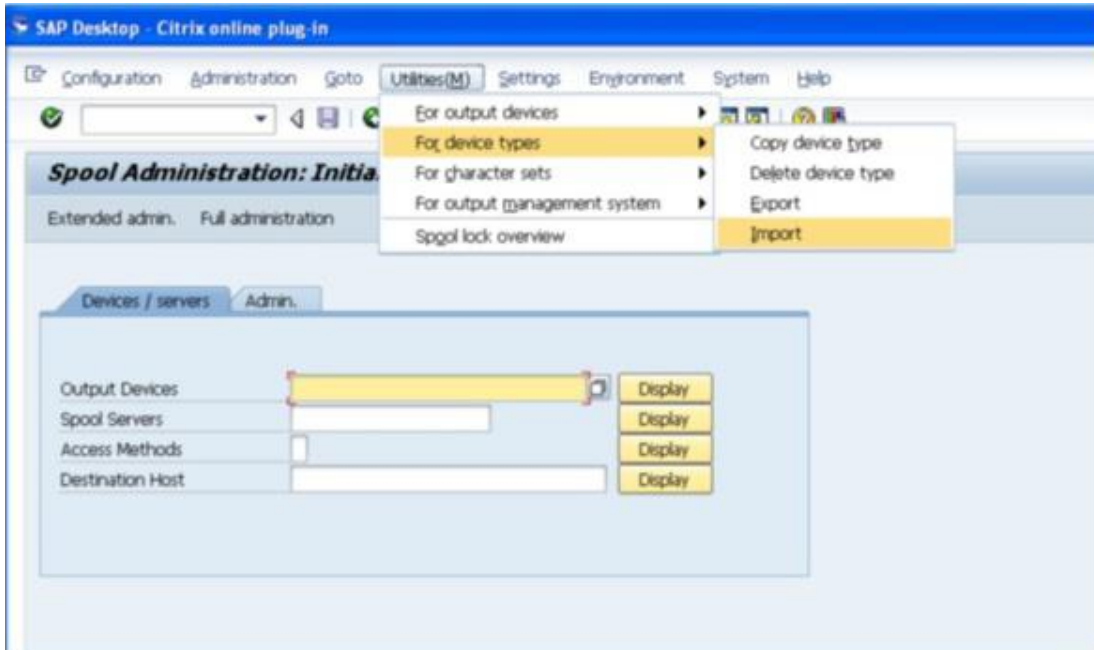 SAP Desktop - Citrix online plug-in
Configuration Administration Goto Utilities(M) Settings Environment System Help
For output devices
For device types
For character sets
For output management system
Spool lock overview
Copy device type
Delete device type
Export
Import
Spool Administration: Initia
Extended admin. Full administration
Devices / servers Admin.
Output Devices Display
Spool Servers Display
Access Methods Display
Destination Host Display